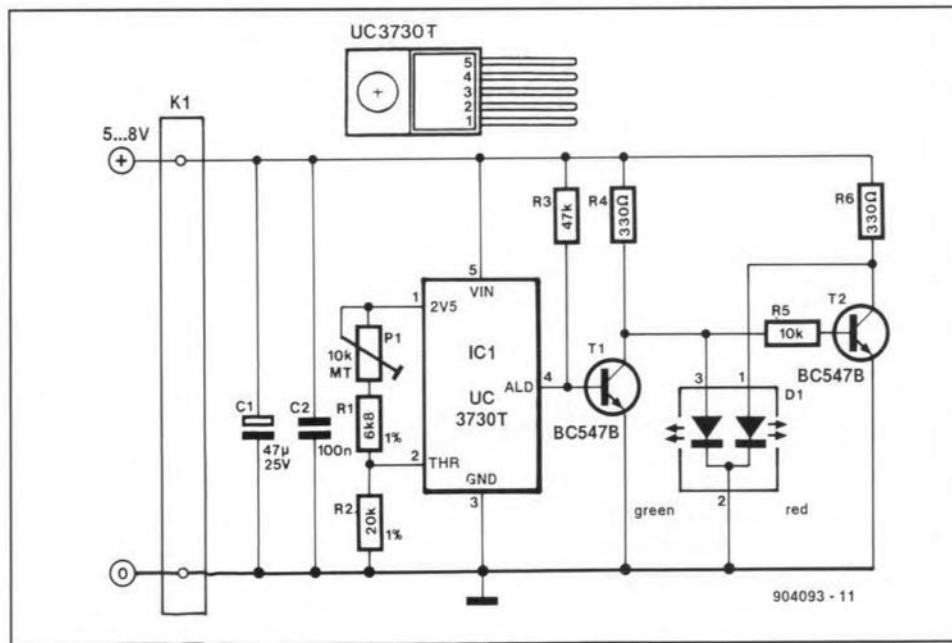 UC3730T
5
4
3
2
1
K1
5...8V
+
C1
47µ
25V
C2
100n
P1
10k
MT
R1
6k8
1%
R2
20k
1%
1
2V5
5
VIN
IC1
UC
3730T
2
THR
GND
3
ALD
4
R3
47k
R4
330Ω
T1
BC547B
R5
10k
3
1
D1
2
green
red
R6
330Ω
T2
BC547B
0
904093 - 11